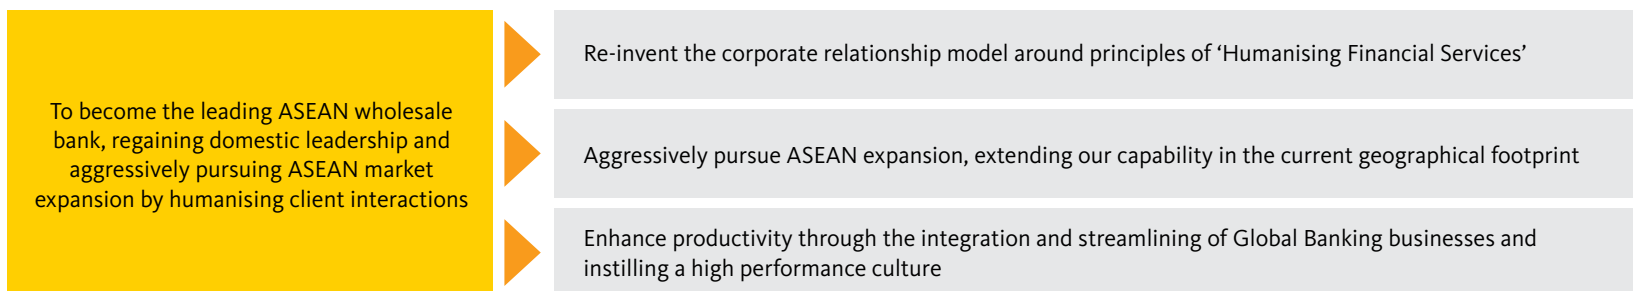 To become the leading ASEAN wholesale
bank, regaining domestic leadership and
aggressively pursuing ASEAN market
expansion by humanising client interactions
Re-invent the corporate relationship model around principles of ‘Humanising Financial Services’
Aggressively pursue ASEAN expansion, extending our capability in the current geographical footprint
Enhance productivity through the integration and streamlining of Global Banking businesses and
instilling a high performance culture